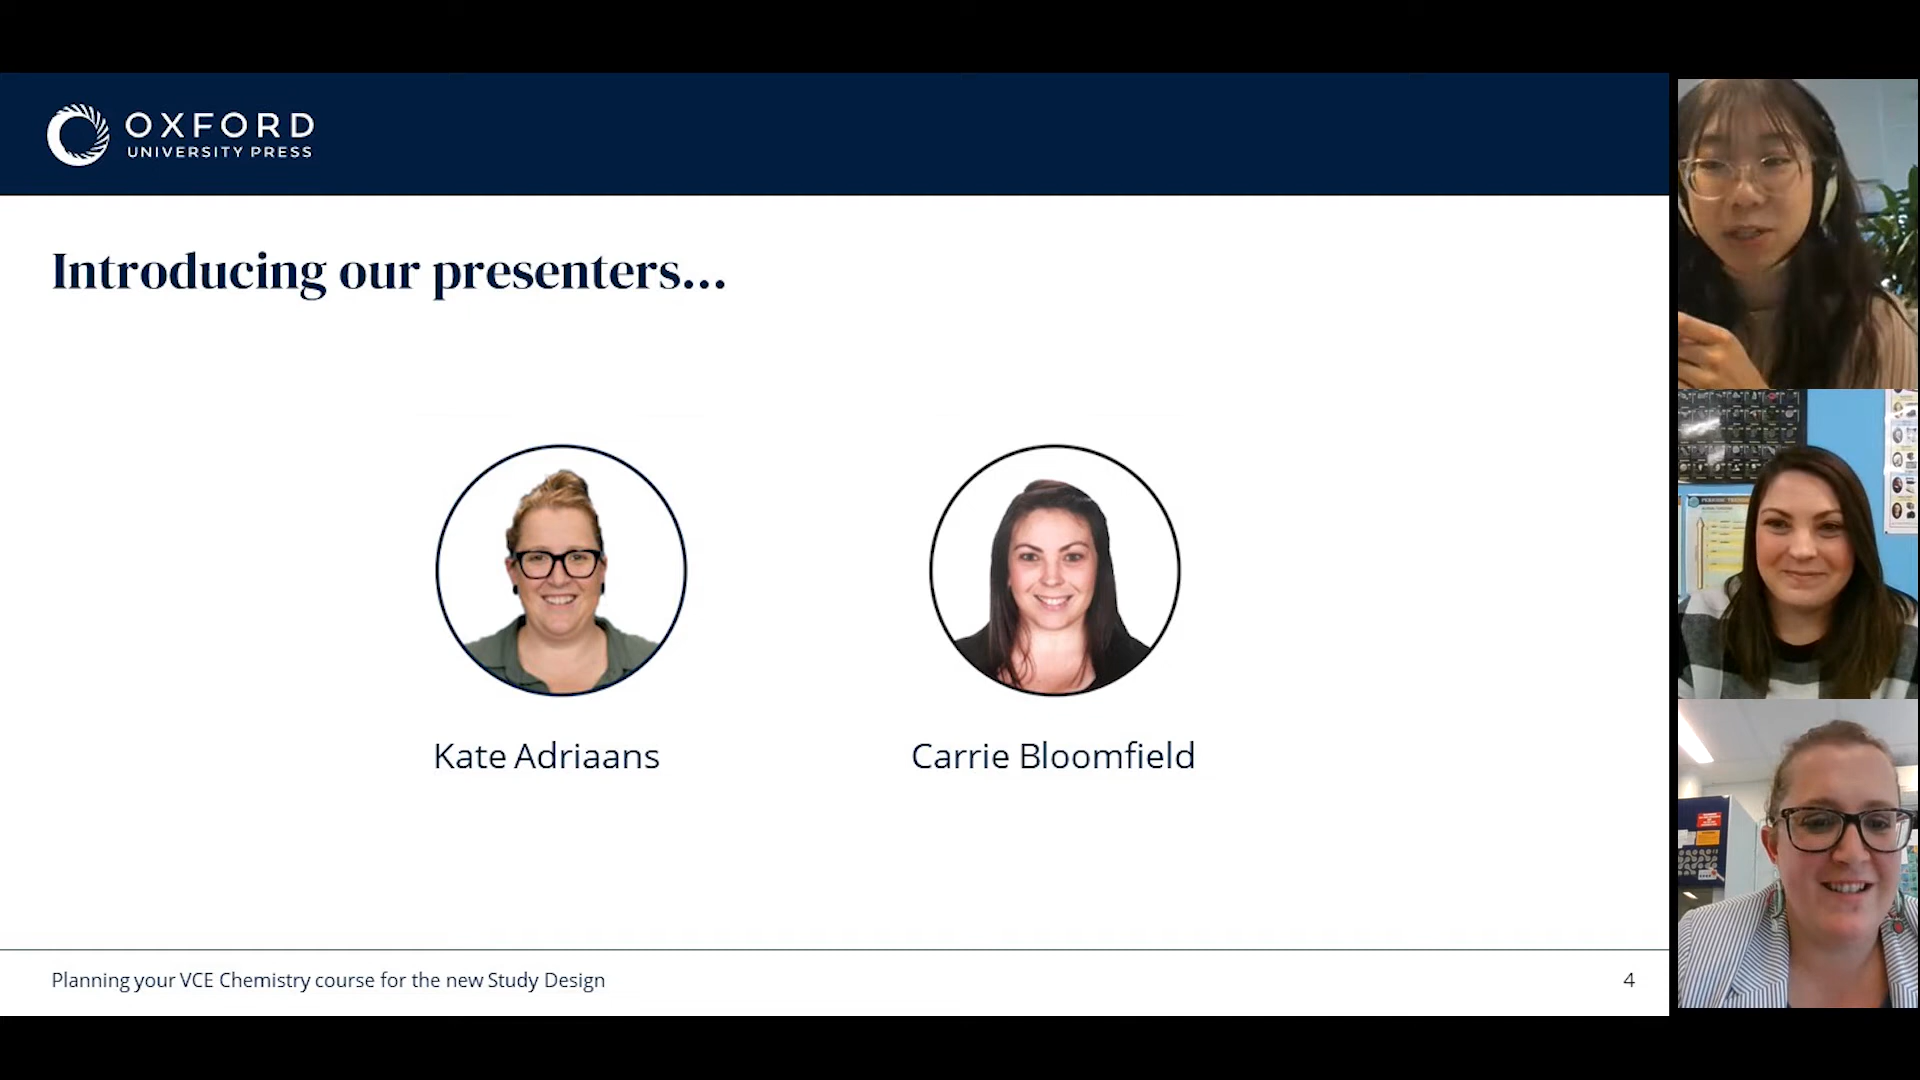 OXFORD
UNIVERSITY PRESS
Introducing our presenters...
Kate Adriaans
Carrie Bloomfield
Planning your VCE Chemistry course for the new Study Design
4